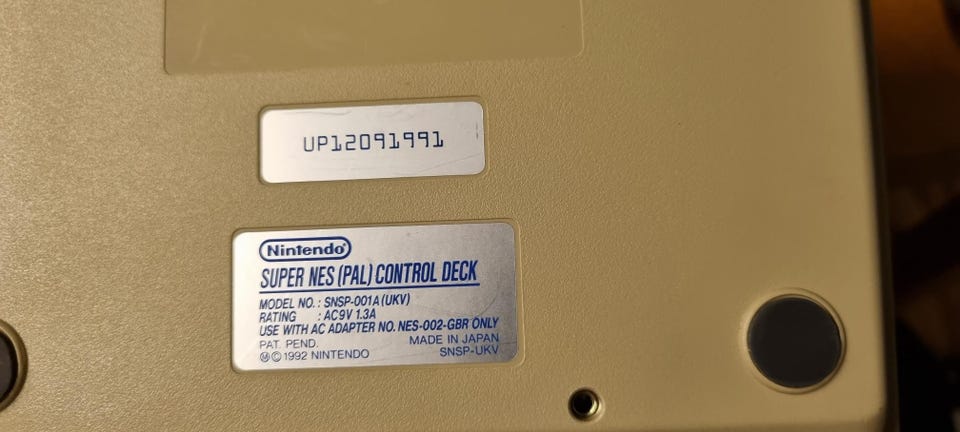 UP12091991
Nintendo®
SUPER NES (PAL) CONTROL DECK
MODEL NO. : SNSP-001A (UKV)
RATING : AC9V 1.3A
USE WITH AC ADAPTER NO. NES-002-GBR ONLY
PAT. PEND. MADE IN JAPAN
Ⓜ©1992 NINTENDO SNSP-UKV